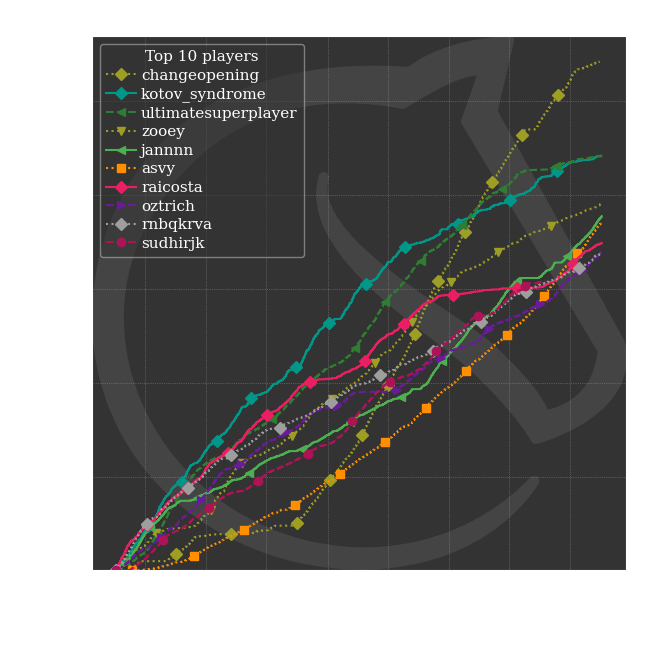 Top 10 players
changeopening
kotov_syndrome
ultimatesuperplayer
zooey
jannnn
asvy
raicosta
oztrich
rnbqkrva
sudhirjk